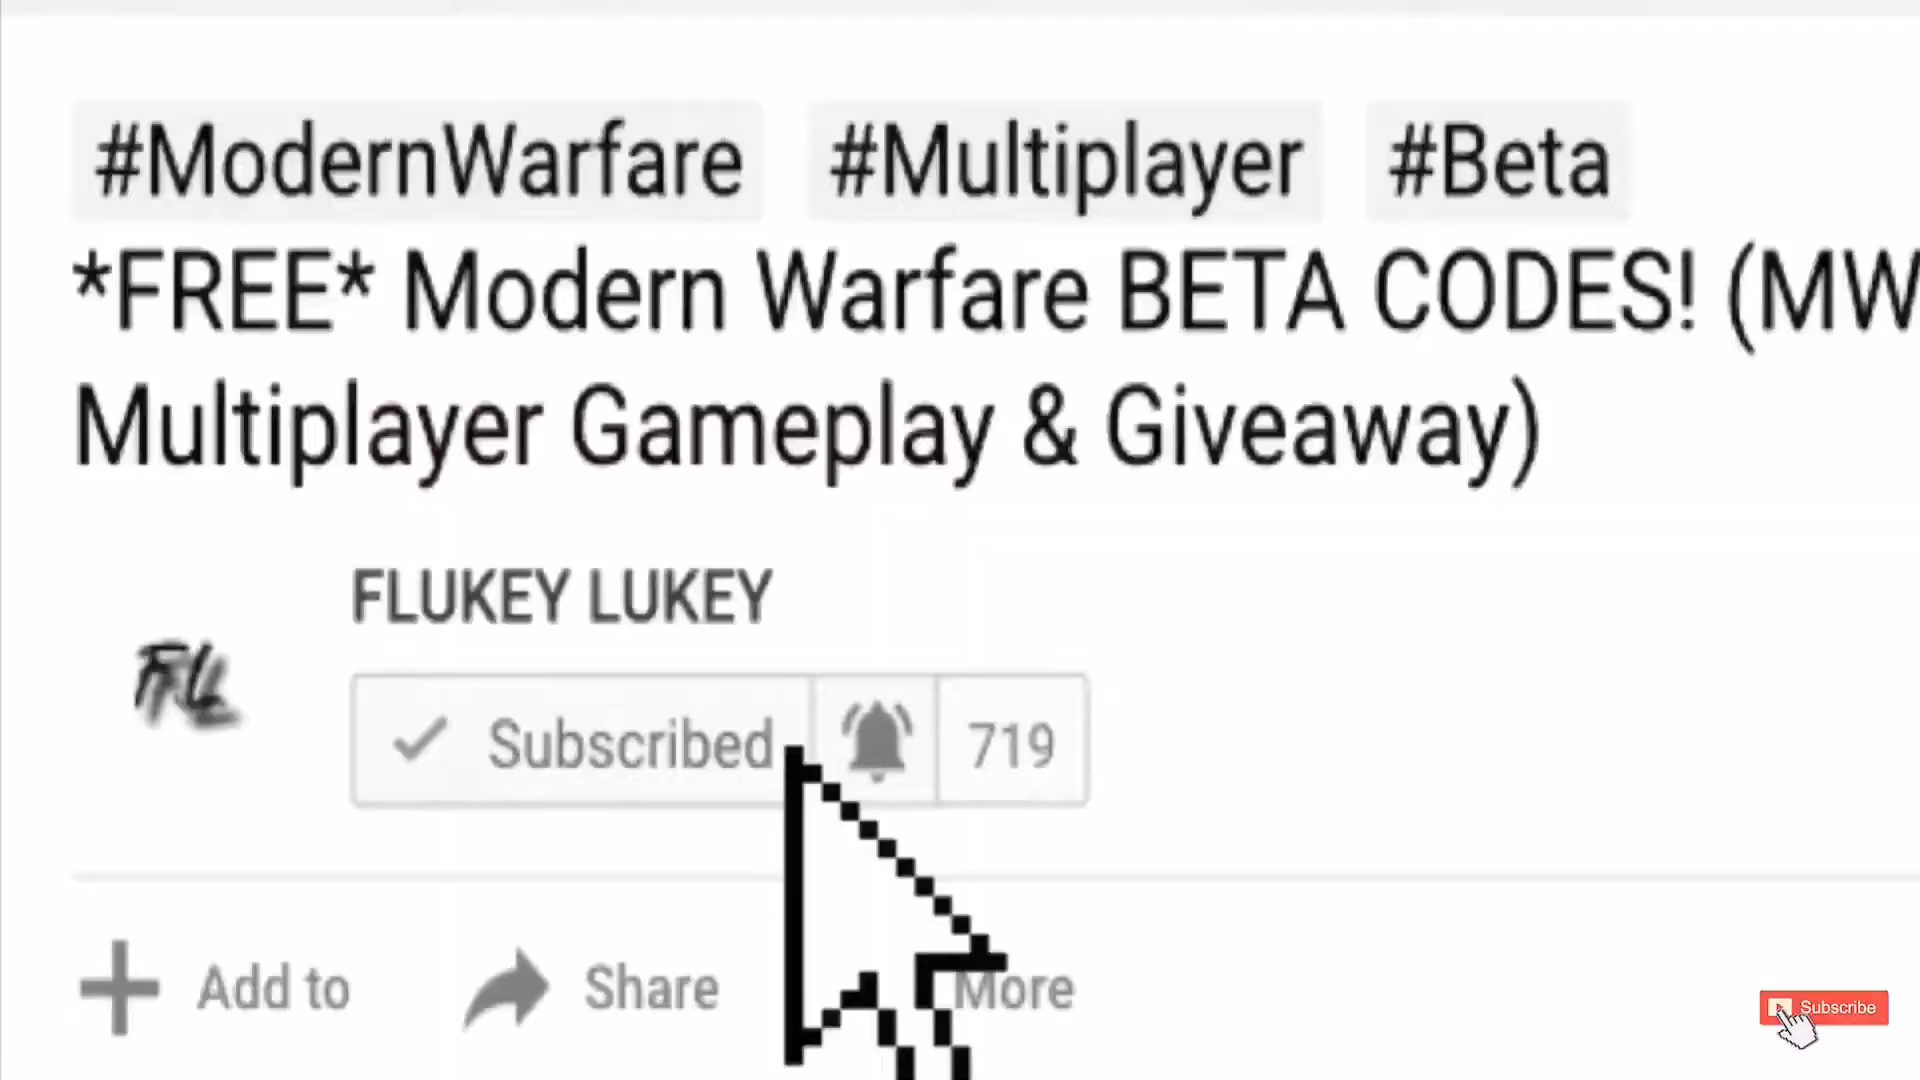 #ModernWarfare #Multiplayer #Beta
*FREE* Modern Warfare BETA CODES! (MW
Multiplayer Gameplay & Giveaway)
FLUKEY LUKEY
FL
Subscribed 719
Add to Share More
Subscribe